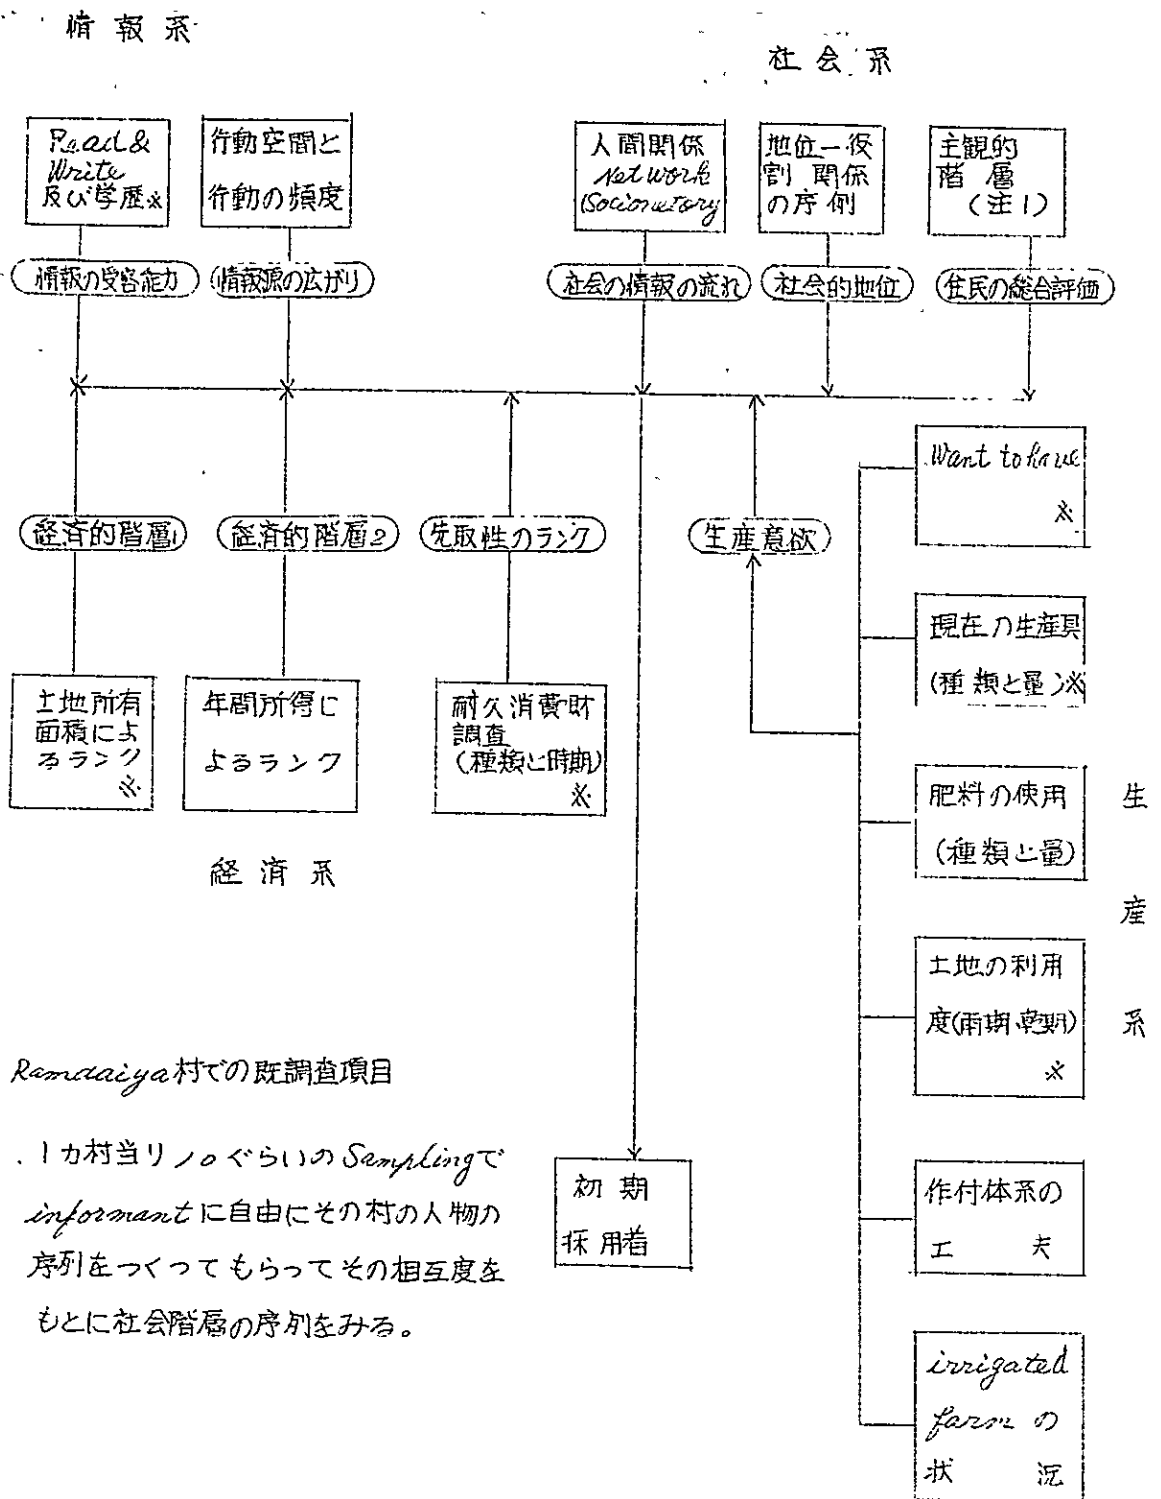 情報系
社会系
Read &
Write
及び学歴※
行動空間と
行動の頻度
人間関係
Network
(Sociometory
地位一役
割関係
の序例
主観的
階層
(注1)
情報の受容能力
情報源の広がり
社会の情報の流れ
社会的地位
住民の総合評価
経済的階層1
経済的階層2
先取性のランク
生産意欲
土地所有
面積によ
るランク
※
年間所得に
よるランク
耐久消費財
調査
(種類と時期)
※
経済系
Want to have
※
現在の生産具
(種類と量)※
肥料の使用
(種類と量)
土地の利用
度(雨期、乾期)
※
作付体系の
工夫
irrigated
farm の
状況
生
産
系
初期
採用者
Ramdaiya村での既調査項目
.1カ村当り10ぐらいのSamplingで
informantに自由にその村の人物の
序列をつくってもらってその相互度を
もとに社会階層の序列をみる。